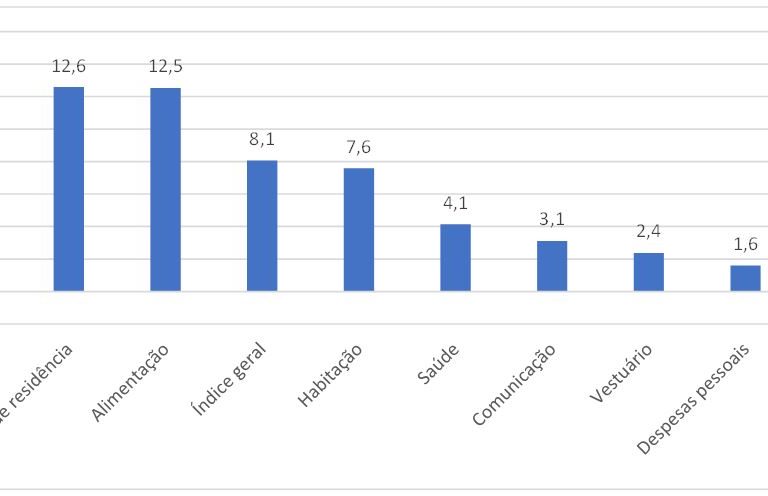 12,6
12,5
8,1
7,6
4,1
3,1
2,4
1,6
de residência
Alimentação
Índice geral
Habitação
Saúde
Comunicação
Vestuário
Despesas pessoais